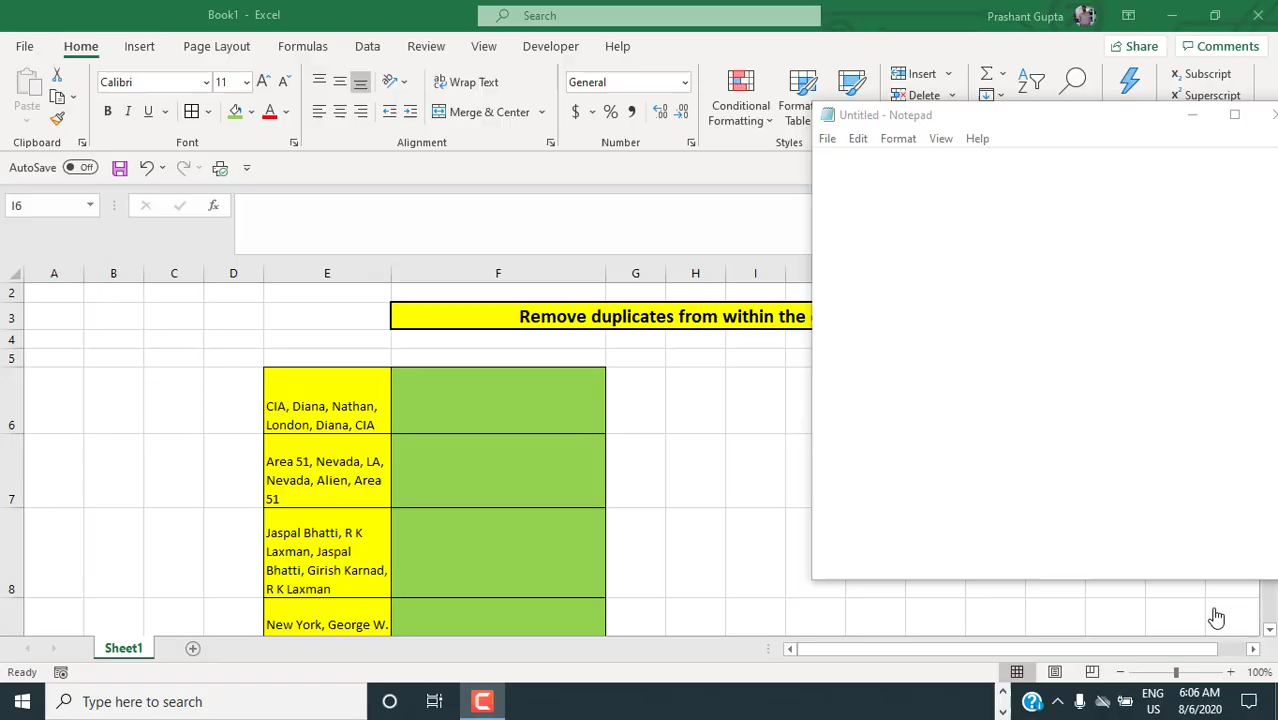 Book1 - Excel
Search
Prashant Gupta
File Home Insert Page Layout Formulas Data Review View Developer Help
Share
Comments
Paste
Calibri
11
Wrap Text
General
Merge & Center
Conditional
Formatting
Format
Table
Insert
Delete
Subscript
Superscript
Clipboard
Font
Alignment
Number
Styles
AutoSave Off
Untitled - Notepad
File Edit Format View Help
I6
fx
A B C D E F G H I
2
3
Remove duplicates from within the
4
5
CIA, Diana, Nathan,
London, Diana, CIA
6
Area 51, Nevada, LA,
Nevada, Alien, Area
51
7
Jaspal Bhatti, R K
Laxman, Jaspal
Bhatti, Girish Karnad,
R K Laxman
8
New York, George W.
Sheet1
Ready
100%
Type here to search
ENG
US
6:06 AM
8/6/2020